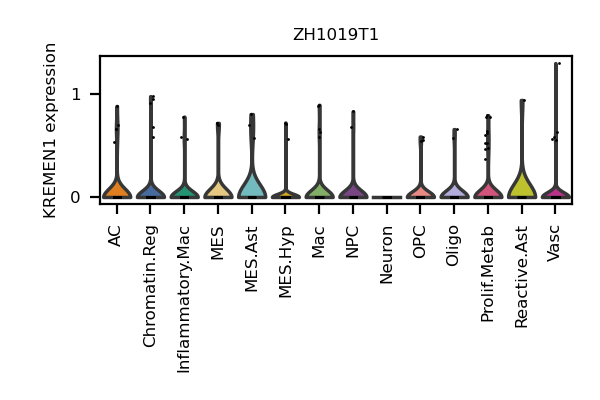 ZH1019T1
KREMEN1 expression
1
0
AC
Chromatin.Reg
Inflammatory.Mac
MES
MES.Ast
MES.Hyp
Mac
NPC
Neuron
OPC
Oligo
Prolif.Metab
Reactive.Ast
Vasc